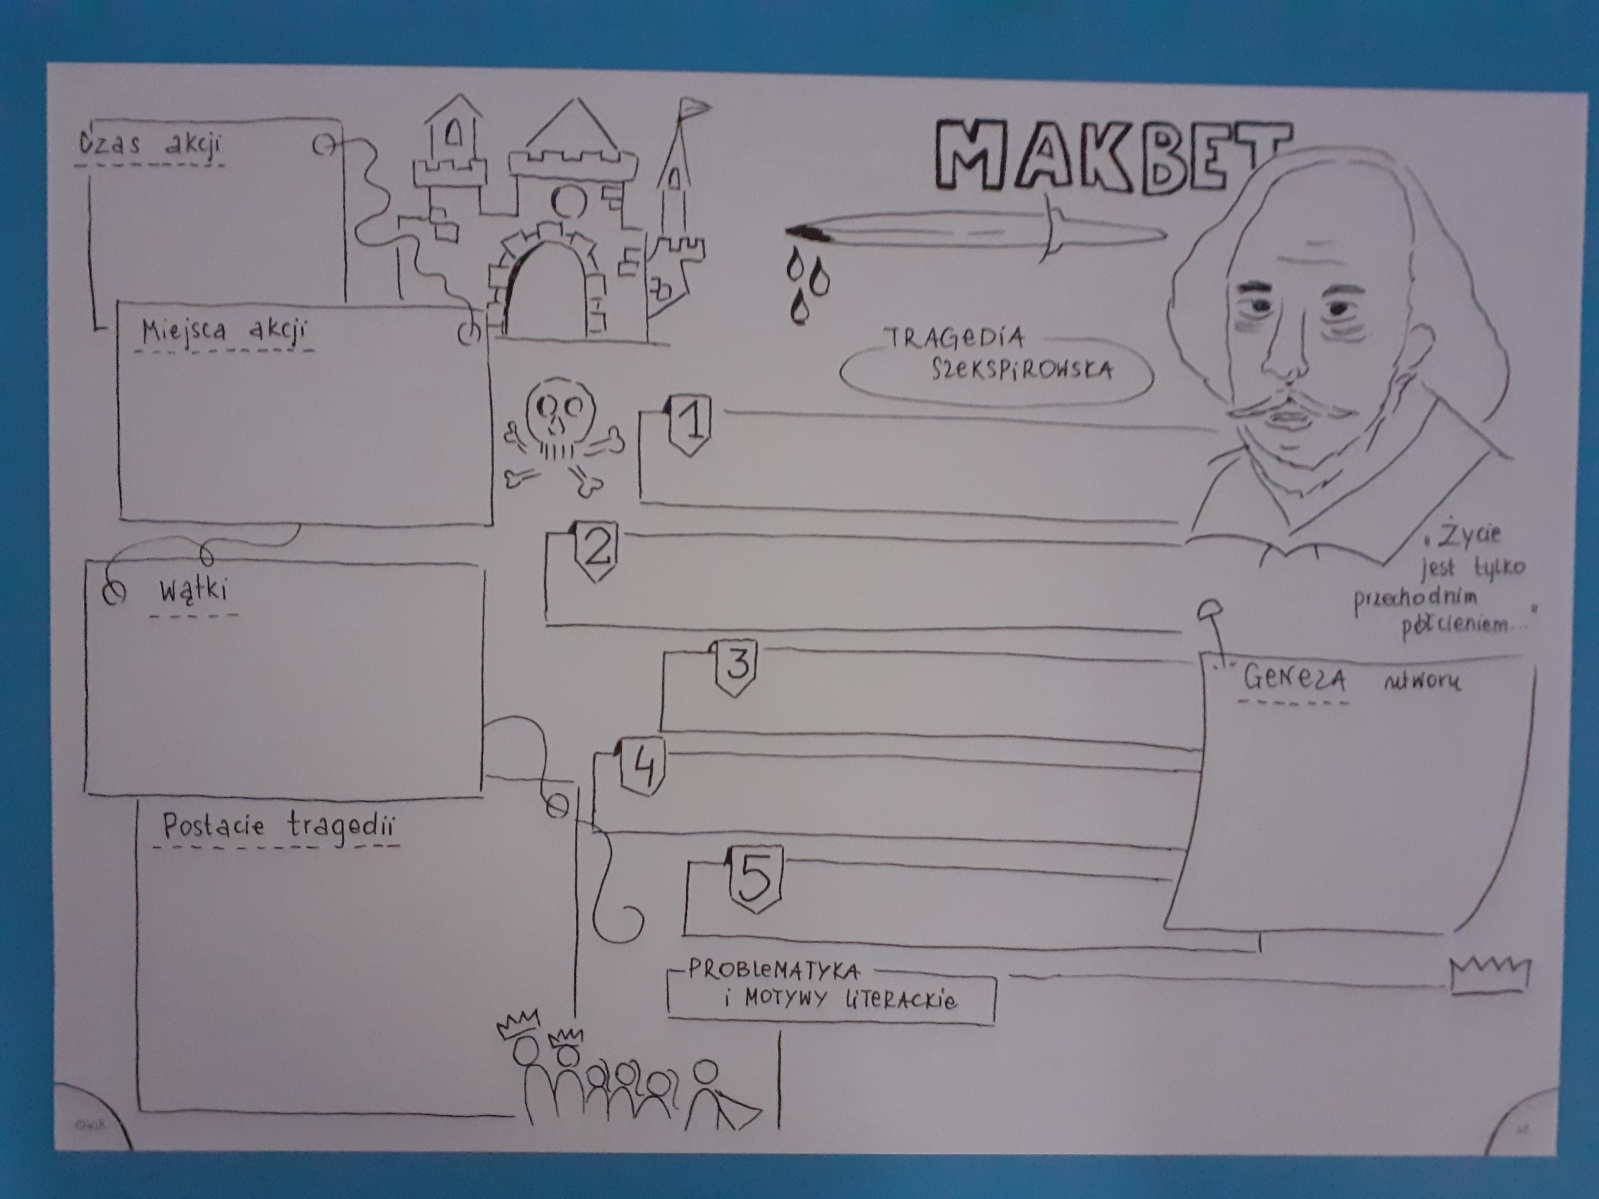 Czas akcji
Miejsca akcji
Wątki
Postacie tragedii
MAKBET
TRAGEDIA
SZEKSPIROWSKA
1
2
3
4
5
„Życie
jest tylko
przechodnim
półcieniem..."
GENEZA utworu
PROBLEMATYKA
i MOTYWY LITERACKIE